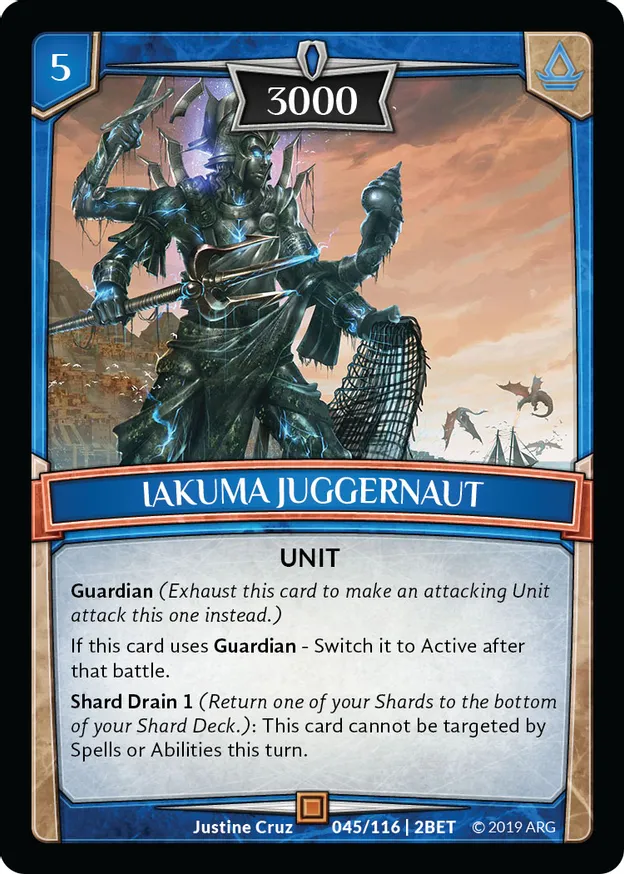 5
3000
IAKUMA JUGGERNAUT
UNIT
Guardian (Exhaust this card to make an attacking Unit
attack this one instead.)
If this card uses Guardian - Switch it to Active after
that battle.
Shard Drain 1 (Return one of your Shards to the bottom
of your Shard Deck.): This card cannot be targeted by
Spells or Abilities this turn.
Justine Cruz 045/116 | 2BET © 2019 ARG